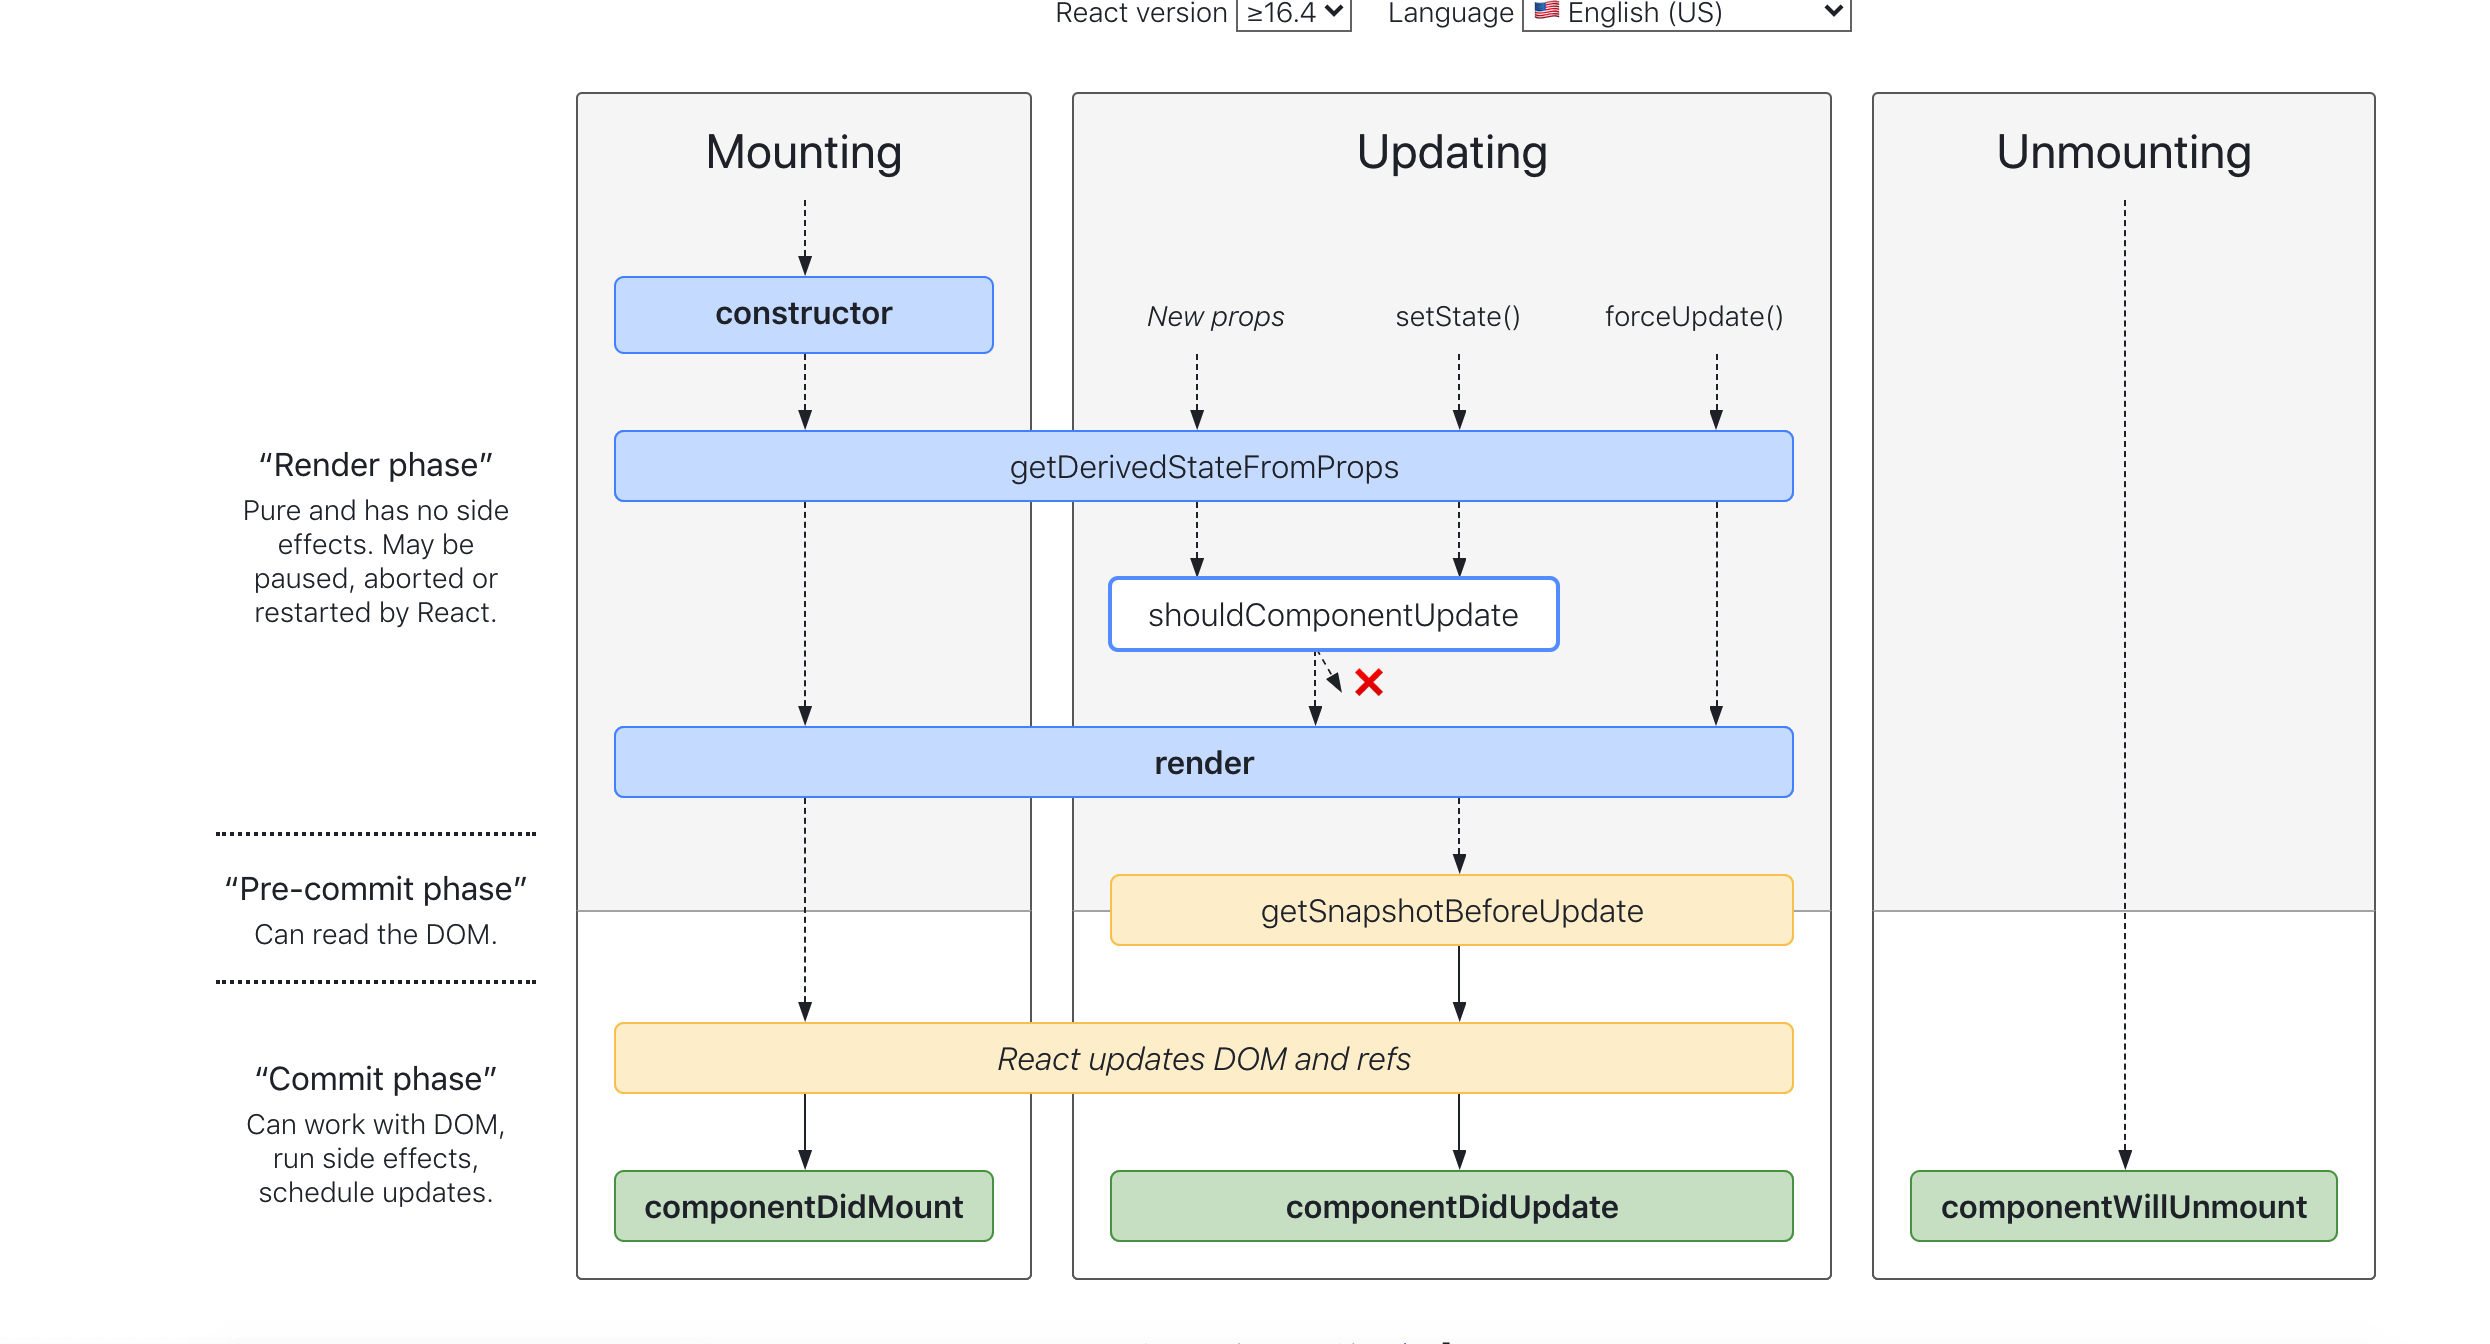 React version ≥16.4 Language 🇺🇸 English (US)
Mounting
Updating
Unmounting
constructor
New props
setState()
forceUpdate()
“Render phase”
Pure and has no side
effects. May be
paused, aborted or
restarted by React.
getDerivedStateFromProps
shouldComponentUpdate
render
“Pre-commit phase”
Can read the DOM.
getSnapshotBeforeUpdate
“Commit phase”
Can work with DOM,
run side effects,
schedule updates.
React updates DOM and refs
componentDidMount
componentDidUpdate
componentWillUnmount